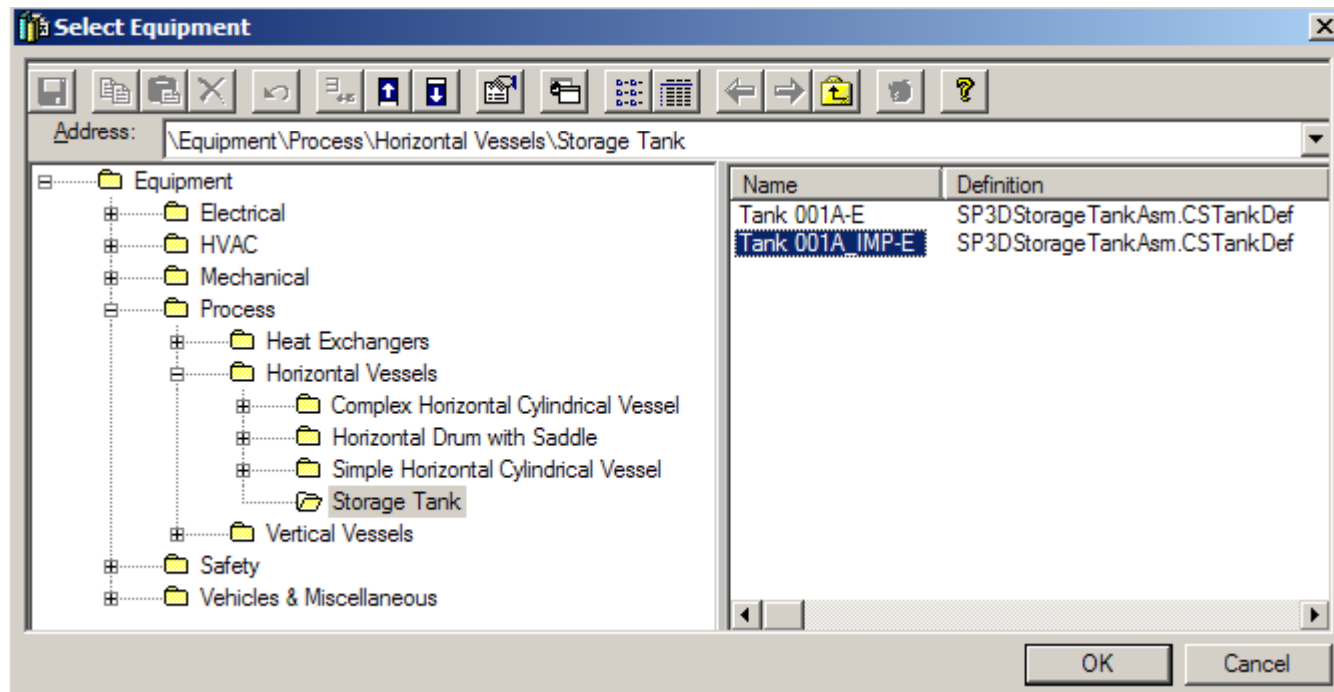 Select Equipment
Address: \Equipment\Process\Horizontal Vessels\Storage Tank
Equipment
Electrical
HVAC
Mechanical
Process
Heat Exchangers
Horizontal Vessels
Complex Horizontal Cylindrical Vessel
Horizontal Drum with Saddle
Simple Horizontal Cylindrical Vessel
Storage Tank
Vertical Vessels
Safety
Vehicles & Miscellaneous
Name Definition
Tank 001A-E SP3DStorageTankAsm.CSTankDef
Tank 001A_IMP-E SP3DStorageTankAsm.CSTankDef
OK Cancel